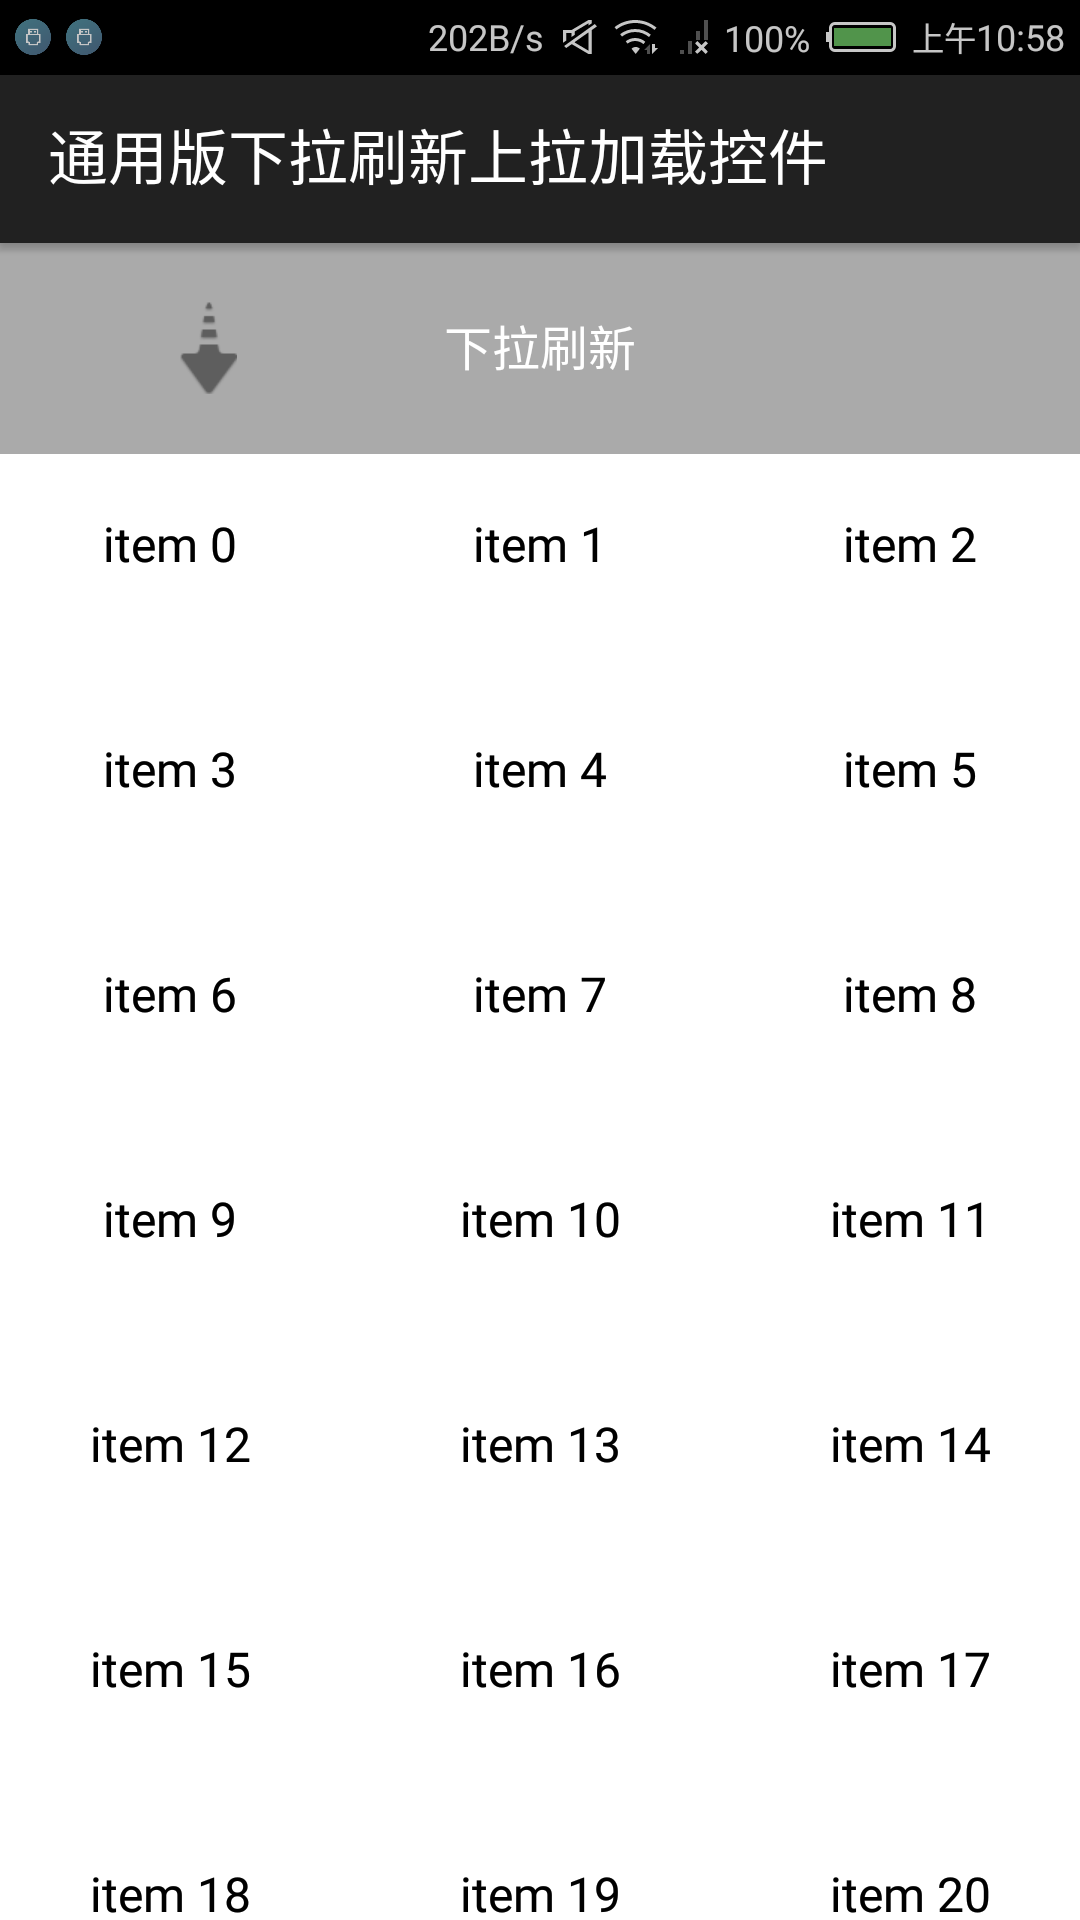 202B/s 100% 上午10:58
通用版下拉刷新上拉加载控件
下拉刷新
item 0 item 1 item 2
item 3 item 4 item 5
item 6 item 7 item 8
item 9 item 10 item 11
item 12 item 13 item 14
item 15 item 16 item 17
item 18 item 19 item 20